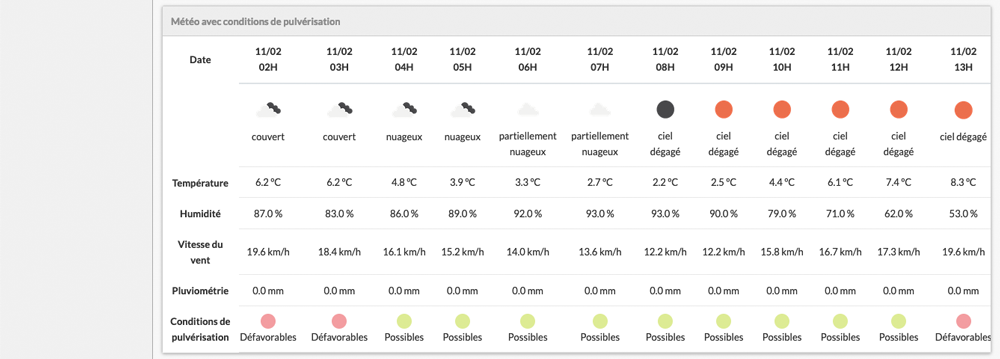 Météo avec conditions de pulvérisation
Date 11/02 02H 11/02 03H 11/02 04H 11/02 05H 11/02 06H 11/02 07H 11/02 08H 11/02 09H 11/02 10H 11/02 11H 11/02 12H 11/02 13H
couvert couvert nuageux nuageux partiellement nuageux partiellement nuageux ciel dégagé ciel dégagé ciel dégagé ciel dégagé ciel dégagé ciel dégagé
Température 6.2 °C 6.2 °C 4.8 °C 3.9 °C 3.3 °C 2.7 °C 2.2 °C 2.5 °C 4.4 °C 6.1 °C 7.4 °C 8.3 °C
Humidité 87.0 % 83.0 % 86.0 % 89.0 % 92.0 % 93.0 % 93.0 % 90.0 % 79.0 % 71.0 % 62.0 % 53.0 %
Vitesse du vent 19.6 km/h 18.4 km/h 16.1 km/h 15.2 km/h 14.0 km/h 13.6 km/h 12.2 km/h 12.2 km/h 15.8 km/h 16.7 km/h 17.3 km/h 19.6 km/h
Pluviométrie 0.0 mm 0.0 mm 0.0 mm 0.0 mm 0.0 mm 0.0 mm 0.0 mm 0.0 mm 0.0 mm 0.0 mm 0.0 mm 0.0 mm
Conditions de pulvérisation Défavorables Défavorables Possibles Possibles Possibles Possibles Possibles Possibles Possibles Possibles Possibles Défavorables